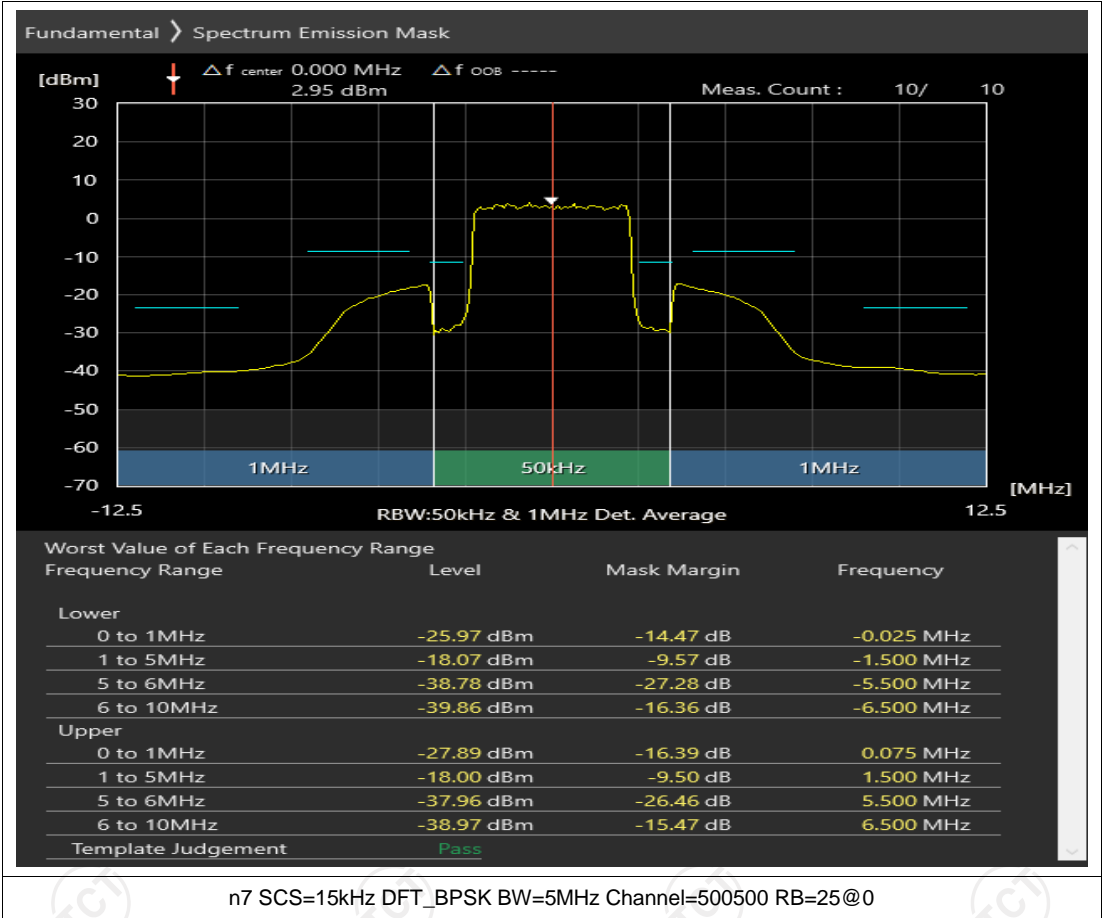 Fundamental ❯ Spectrum Emission Mask
[dBm] △f center 0.000 MHz △f OOB -----
2.95 dBm Meas. Count : 10/ 10
30
20
10
0
-10
-20
-30
-40
-50
-60
-70
1MHz 50kHz 1MHz
[MHz]
-12.5 RBW:50kHz & 1MHz Det. Average 12.5
Worst Value of Each Frequency Range
Frequency Range Level Mask Margin Frequency
Lower
0 to 1MHz -25.97 dBm -14.47 dB -0.025 MHz
1 to 5MHz -18.07 dBm -9.57 dB -1.500 MHz
5 to 6MHz -38.78 dBm -27.28 dB -5.500 MHz
6 to 10MHz -39.86 dBm -16.36 dB -6.500 MHz
Upper
0 to 1MHz -27.89 dBm -16.39 dB 0.075 MHz
1 to 5MHz -18.00 dBm -9.50 dB 1.500 MHz
5 to 6MHz -37.96 dBm -26.46 dB 5.500 MHz
6 to 10MHz -38.97 dBm -15.47 dB 6.500 MHz
Template Judgement Pass
n7 SCS=15kHz DFT_BPSK BW=5MHz Channel=500500 RB=25@0
TCT TCT TCT TCT TCT